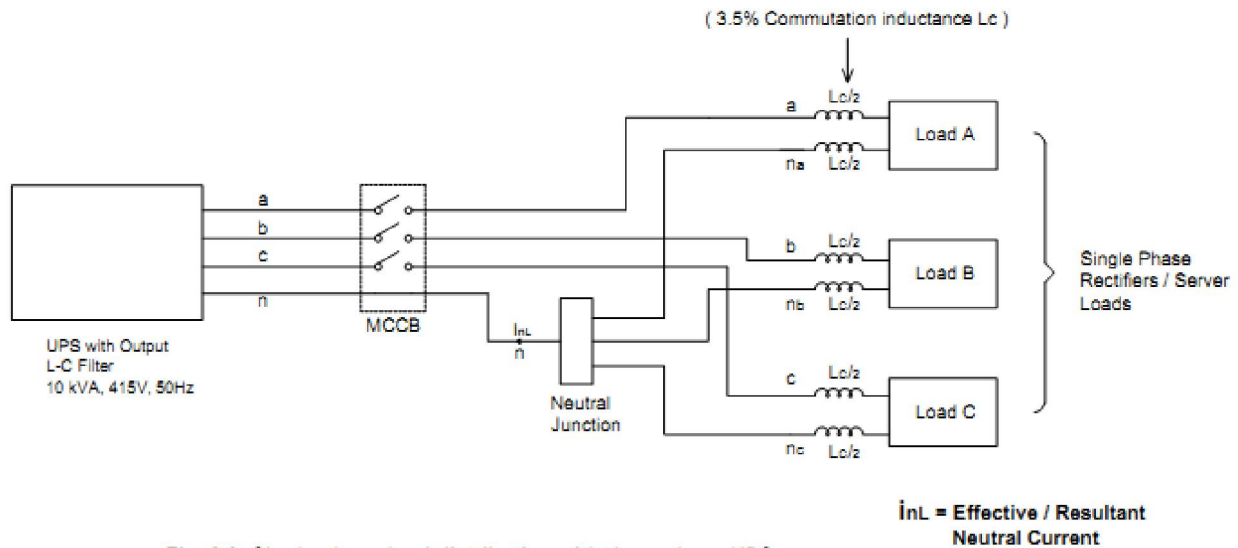 ( 3.5% Commutation inductance Lc )
a
Lc/2
Load A
na
Lc/2
a
b
c
n
MCCB
b
Lc/2
Load B
nb
Lc/2
Single Phase
Rectifiers / Server
Loads
inL
n
UPS with Output
L-C Filter
10 kVA, 415V, 50Hz
Neutral
Junction
c
Lc/2
Load C
nc
Lc/2
inL = Effective / Resultant
Neutral Current